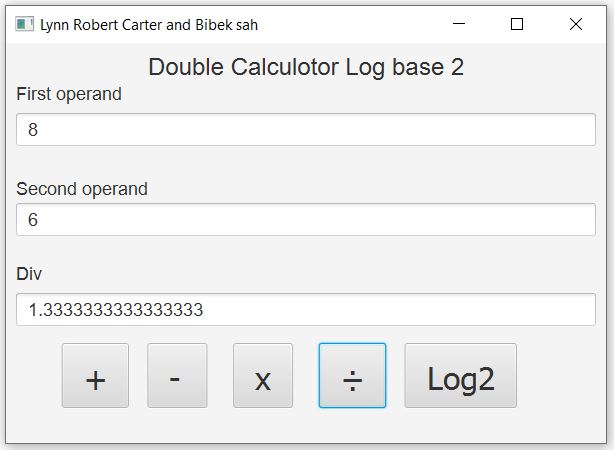 Lynn Robert Carter and Bibek sah
Double Calculotor Log base 2
First operand
8
Second operand
6
Div
1.3333333333333333
+ - x ÷ Log2